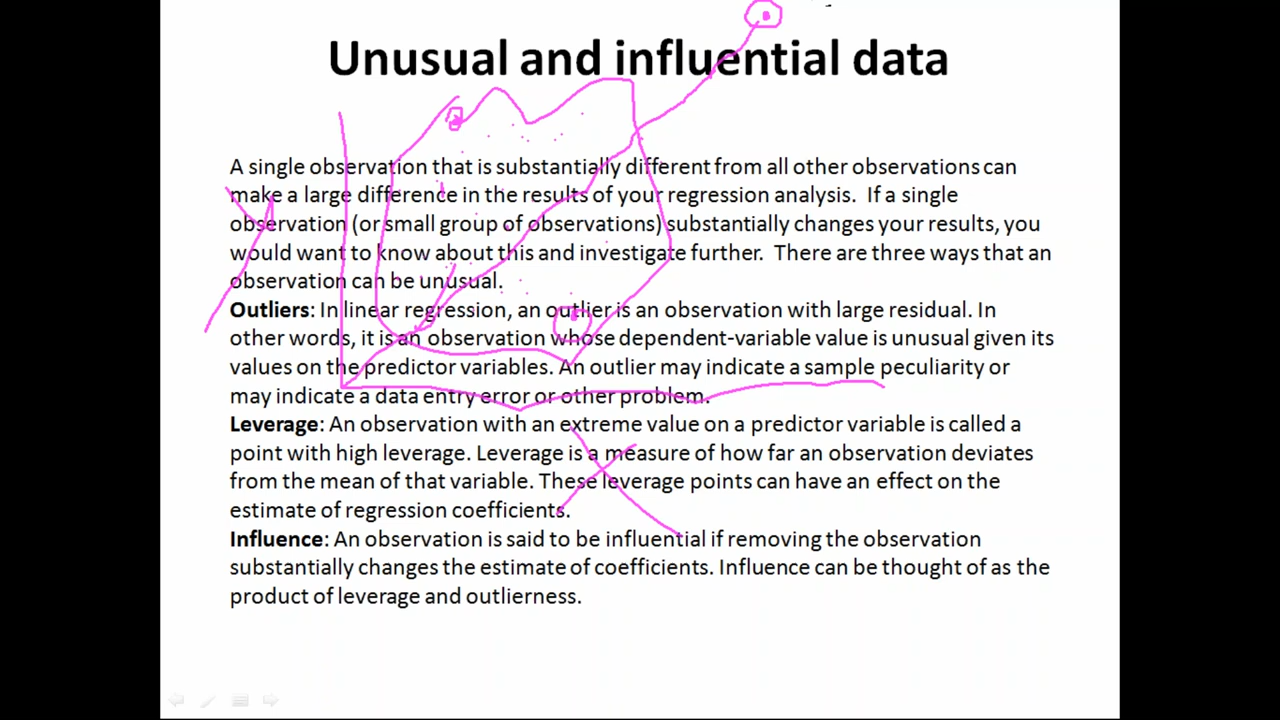 Unusual and influential data
A single observation that is substantially different from all other observations can
make a large difference in the results of your regression analysis. If a single
observation (or small group of observations) substantially changes your results, you
would want to know about this and investigate further. There are three ways that an
observation can be unusual.
Outliers: In linear regression, an outlier is an observation with large residual. In
other words, it is an observation whose dependent-variable value is unusual given its
values on the predictor variables. An outlier may indicate a sample peculiarity or
may indicate a data entry error or other problem.
Leverage: An observation with an extreme value on a predictor variable is called a
point with high leverage. Leverage is a measure of how far an observation deviates
from the mean of that variable. These leverage points can have an effect on the
estimate of regression coefficients.
Influence: An observation is said to be influential if removing the observation
substantially changes the estimate of coefficients. Influence can be thought of as the
product of leverage and outlierness.
Y
X